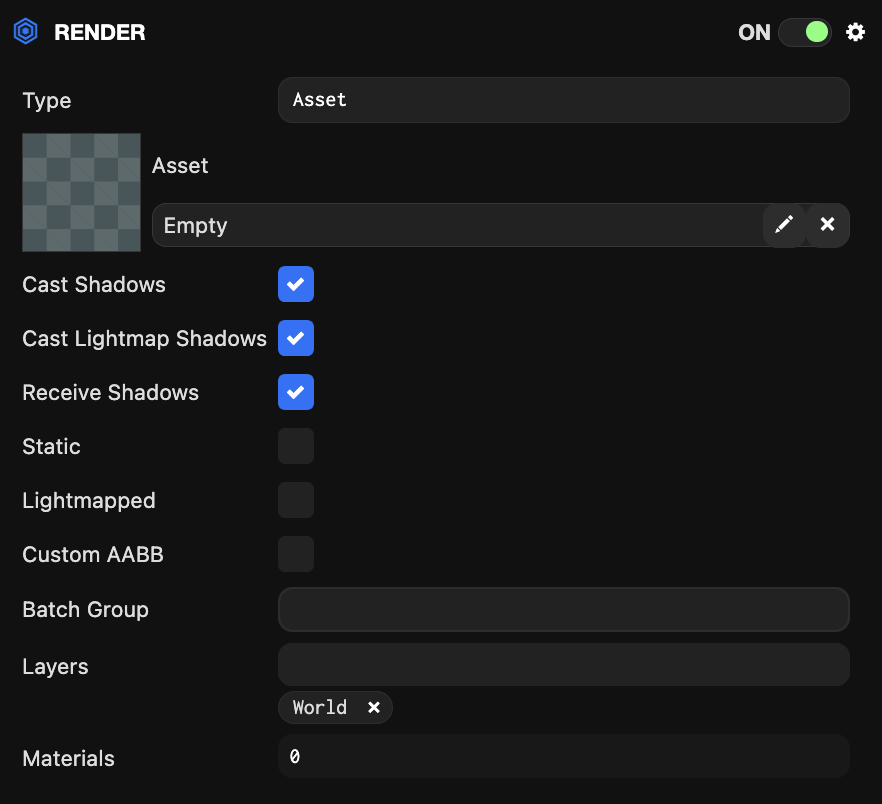 RENDER ON
Type Asset
Asset
Empty
Cast Shadows
Cast Lightmap Shadows
Receive Shadows
Static
Lightmapped
Custom AABB
Batch Group
Layers
World
Materials 0